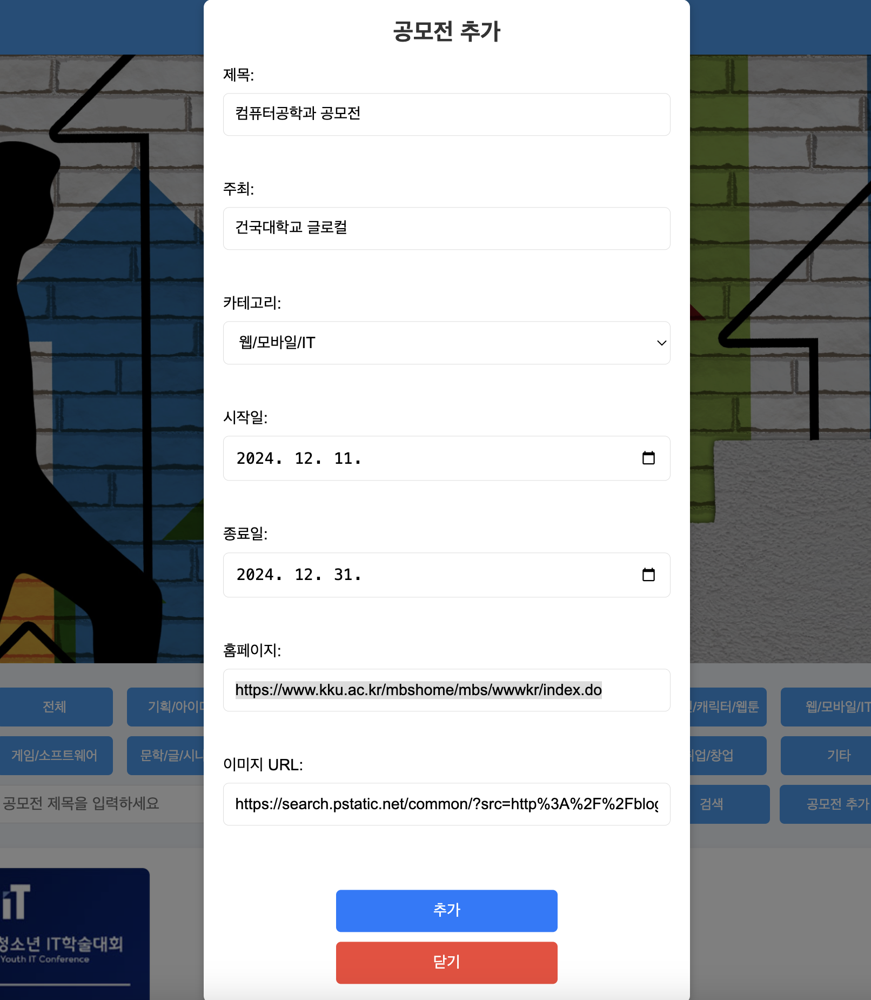 공모전 추가
제목:
컴퓨터공학과 공모전
주최:
건국대학교 글로컬
카테고리:
웹/모바일/IT
시작일:
2024. 12. 11.
종료일:
2024. 12. 31.
홈페이지:
https://www.kku.ac.kr/mbshome/mbs/wwwkr/index.do
이미지 URL:
https://search.pstatic.net/common/?src=http%3A%2F%2Fblog
추가
닫기
전체
기획/아이디
/캐릭터/웹툰
웹/모바일/IT
게임/소프트웨어
문학/글/시나
취업/창업
기타
공모전 제목을 입력하세요
검색
공모전 추가
iT
청소년 IT학술대회
Youth IT Conference